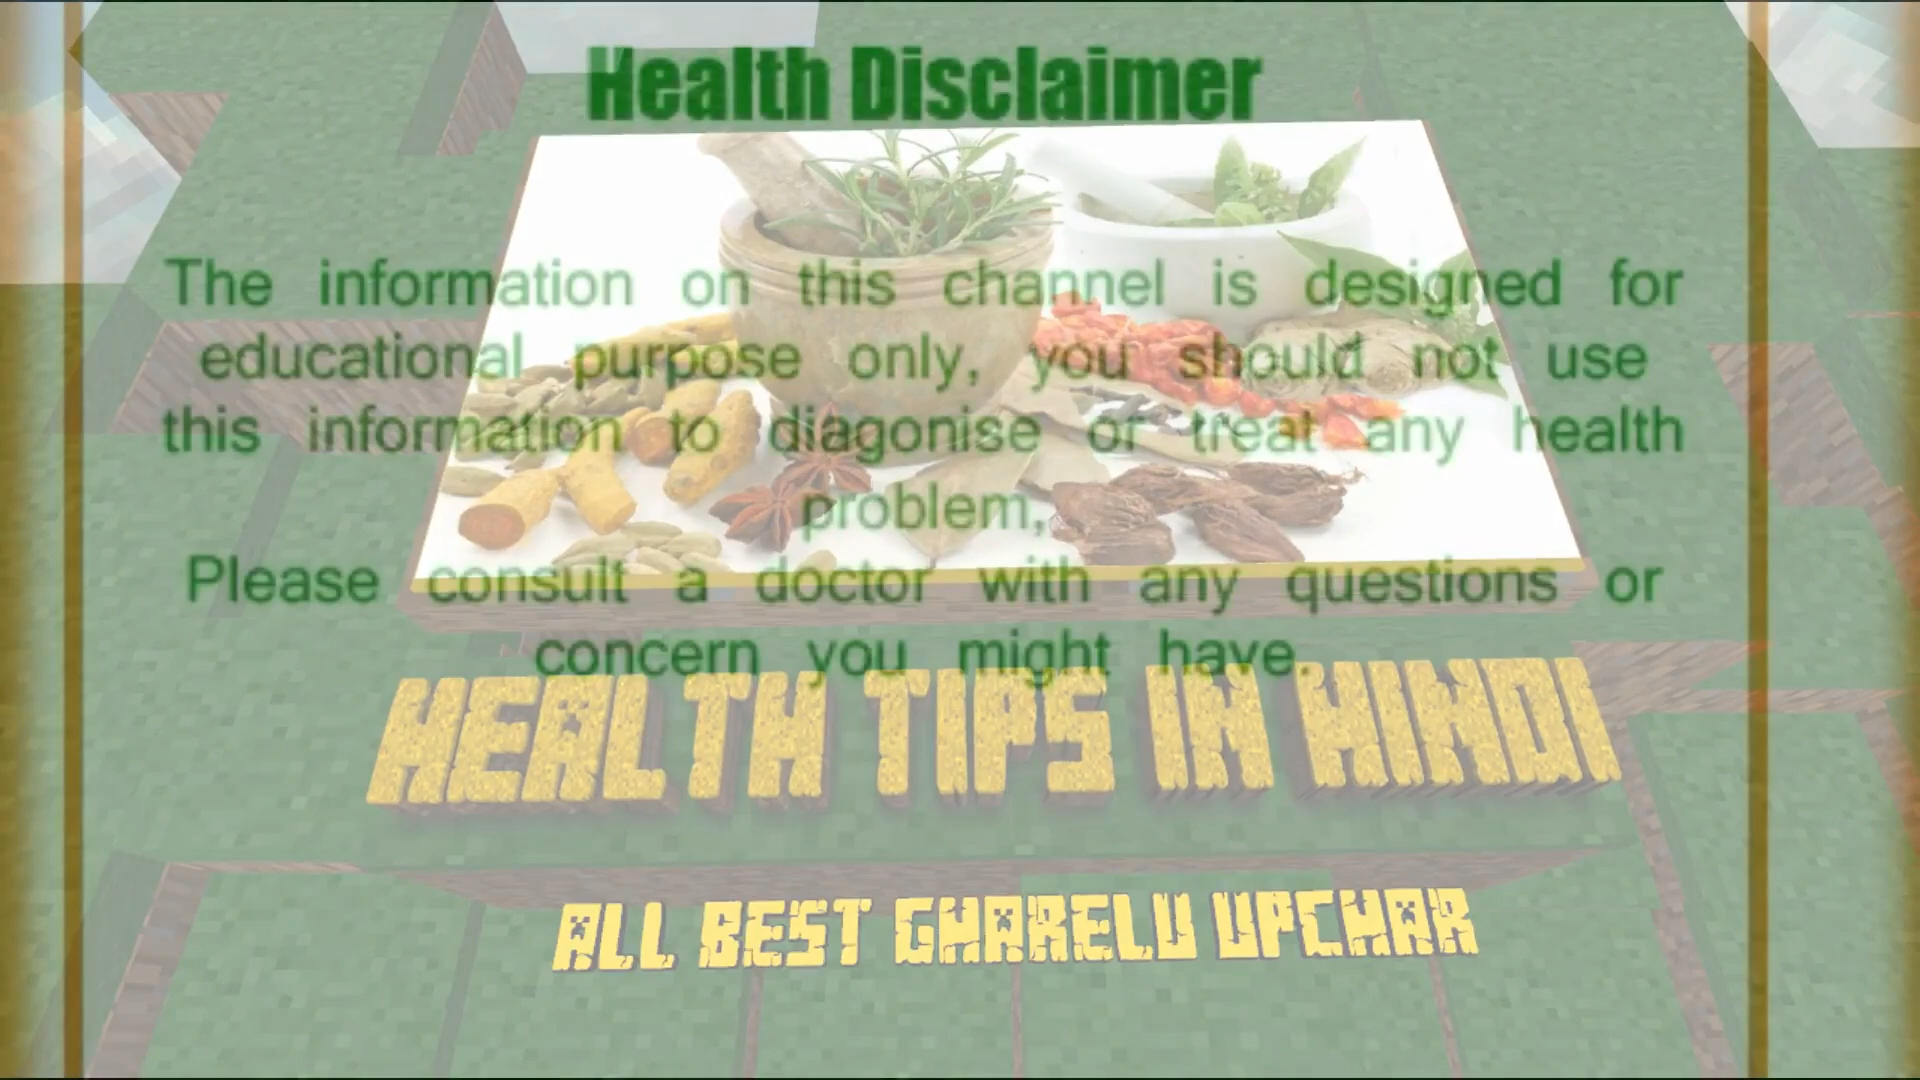 Health Disclaimer
The information on this channel is designed for
educational purpose only, you should not use
this information to diagonise or treat any health
problem,
Please consult a doctor with any questions or
concern you might have.
HEALTH TIPS IN HINDI
ALL BEST GHARELU UPCHAR